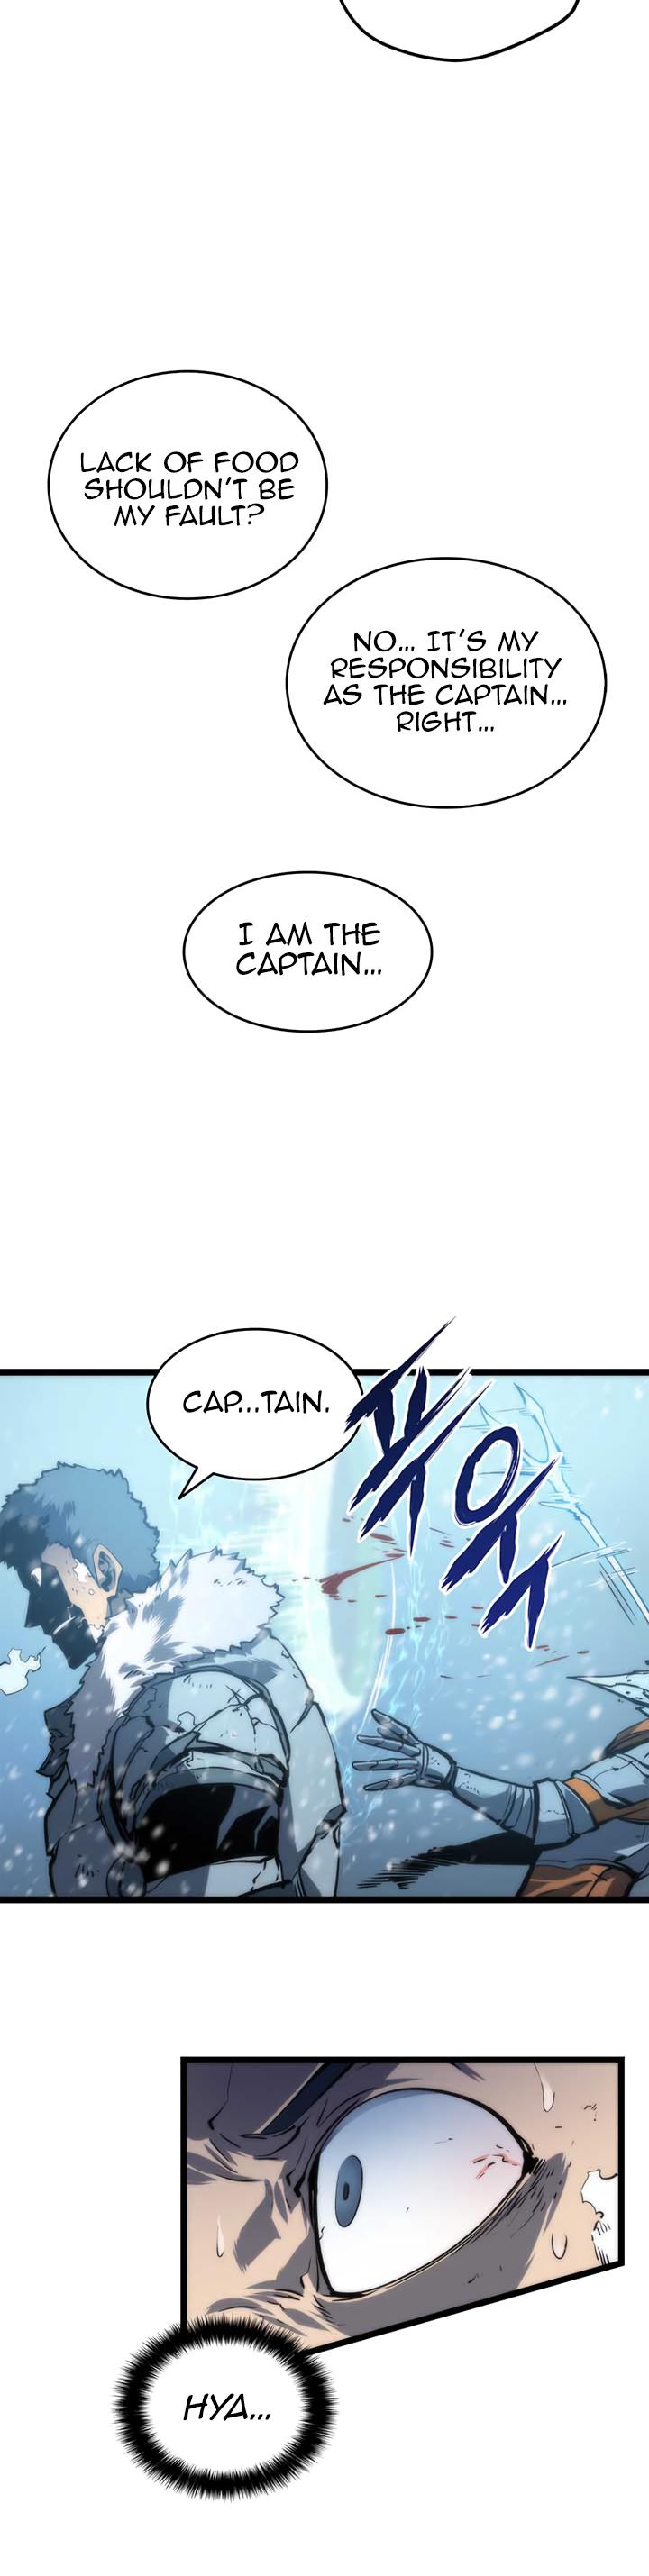 LACK OF FOOD
SHOULDN'T BE
MY FAULT?
NO... IT'S MY
RESPONSIBILITY
AS THE CAPTAIN...
RIGHT...
I AM THE
CAPTAIN...
CAP...TAIN.
푸욱
HYA...